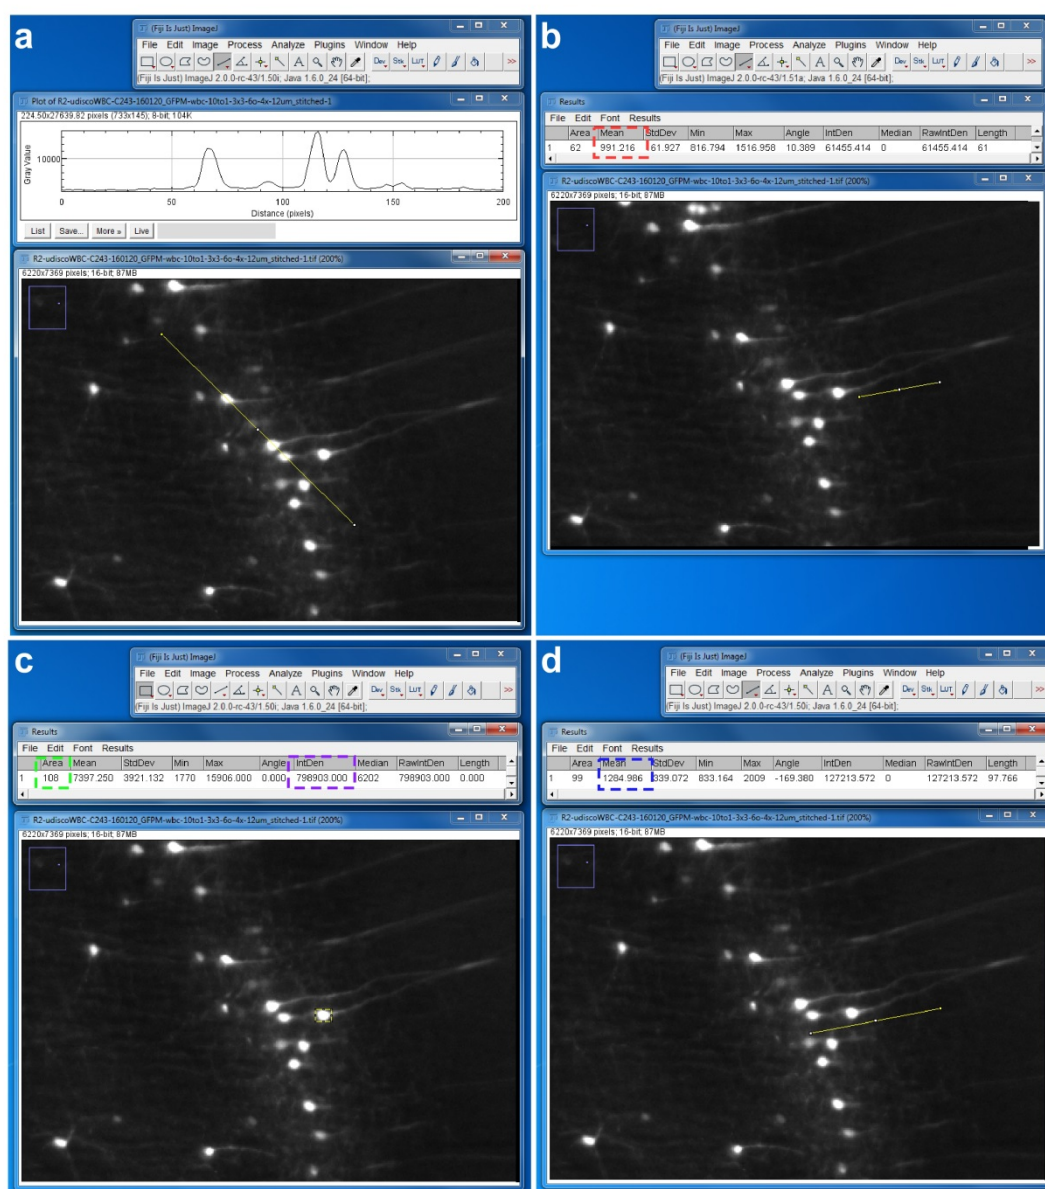 a
(Fiji Is Just) ImageJ
File Edit Image Process Analyze Plugins Window Help
Dev Stk LUT >>
(Fiji Is Just) ImageJ 2.0.0-rc-43/1.50i; Java 1.6.0_24 [64-bit];
Plot of R2-udiscoWBC-C243-160120_GFPM-wbc-10to1-3x3-6o-4x-12um_stitched-1
224.50x27639.82 pixels (733x145); 8-bit; 104K
Gray Value
10000
0 50 100 150 200
Distance (pixels)
List Save... More » Live
R2-udiscoWBC-C243-160120_GFPM-wbc-10to1-3x3-6o-4x-12um_stitched-1.tif (200%)
6220x7369 pixels; 16-bit; 87MB
b
(Fiji Is Just) ImageJ
File Edit Image Process Analyze Plugins Window Help
Dev Stk LUT >>
(Fiji Is Just) ImageJ 2.0.0-rc-43/1.51a; Java 1.6.0_24 [64-bit];
Results
File Edit Font Results
Area Mean StdDev Min Max Angle IntDen Median RawIntDen Length
1 62 991.216 161.927 816.794 1516.958 10.389 61455.414 0 61455.414 61
R2-udiscoWBC-C243-160120_GFPM-wbc-10to1-3x3-6o-4x-12um_stitched-1.tif (200%)
6220x7369 pixels; 16-bit; 87MB
c
(Fiji Is Just) ImageJ
File Edit Image Process Analyze Plugins Window Help
Dev Stk LUT >>
(Fiji Is Just) ImageJ 2.0.0-rc-43/1.50i; Java 1.6.0_24 [64-bit];
Results
File Edit Font Results
Area Mean StdDev Min Max Angle IntDen Median RawIntDen Length
1 108 7397.250 3921.132 1770 15906.000 0.000 798903.000 6202 798903.000 0.000
R2-udiscoWBC-C243-160120_GFPM-wbc-10to1-3x3-6o-4x-12um_stitched-1.tif (200%)
6220x7369 pixels; 16-bit; 87MB
d
(Fiji Is Just) ImageJ
File Edit Image Process Analyze Plugins Window Help
Dev Stk LUT >>
(Fiji Is Just) ImageJ 2.0.0-rc-43/1.50i; Java 1.6.0_24 [64-bit];
Results
File Edit Font Results
Area Mean StdDev Min Max Angle IntDen Median RawIntDen Length
1 99 1284.986 339.072 833.164 2009 -169.380 127213.572 0 127213.572 97.766
R2-udiscoWBC-C243-160120_GFPM-wbc-10to1-3x3-6o-4x-12um_stitched-1.tif (200%)
6220x7369 pixels; 16-bit; 87MB